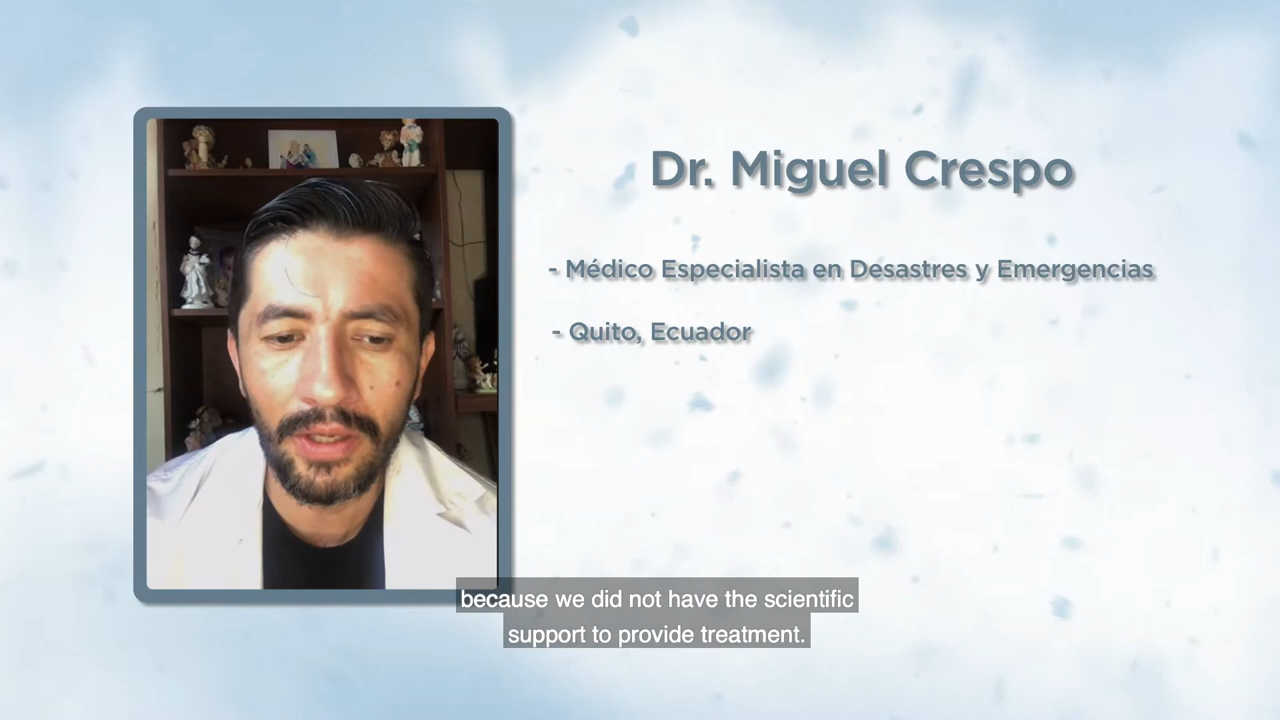 Dr. Miguel Crespo
- Médico Especialista en Desastres y Emergencias
- Quito, Ecuador
because we did not have the scientific
support to provide treatment.